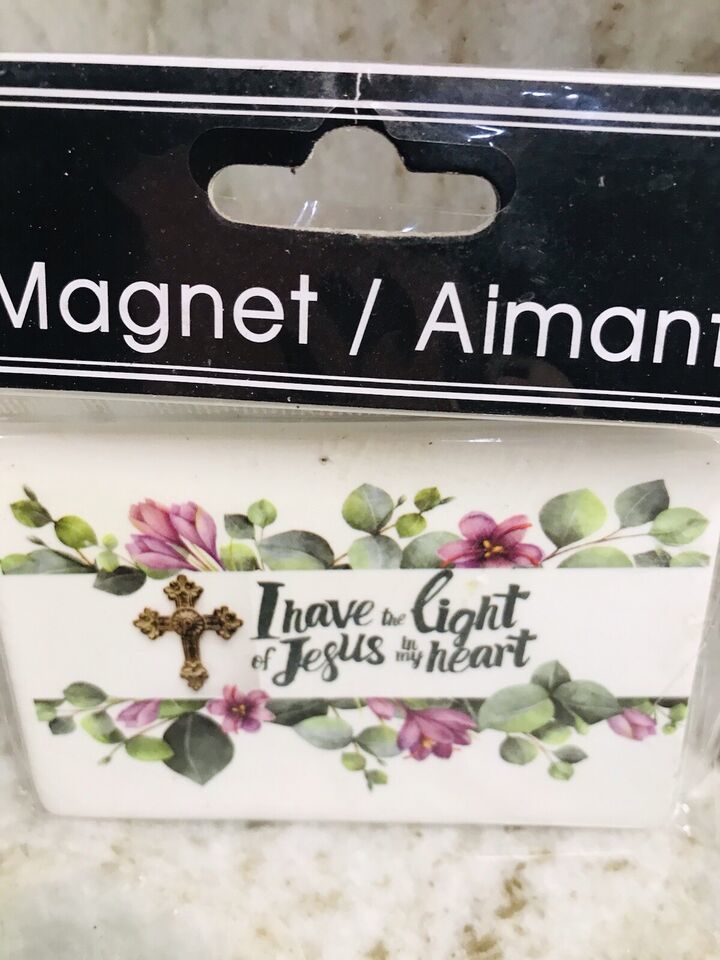 Magnet / Aimant
I have the light
of Jesus in my heart